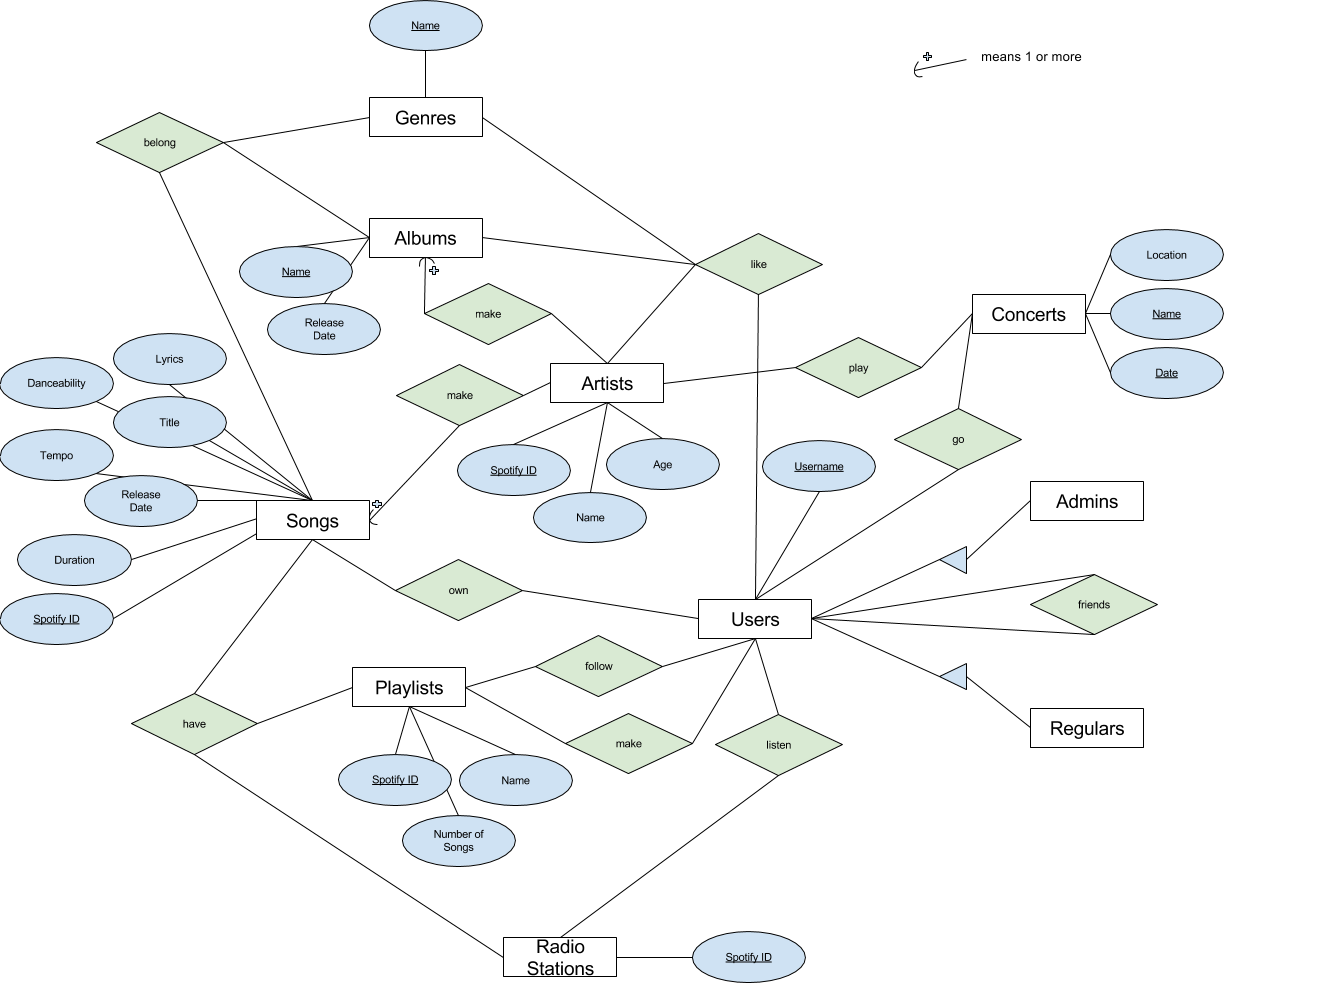 Name
means 1 or more
Genres
belong
Albums
like
Name
Location
Release
Date
make
Concerts
Name
Lyrics
play
Date
Danceability
Artists
make
Title
go
Tempo
Spotify ID
Age
Username
Release
Date
Name
Admins
Songs
Duration
own
friends
Spotify ID
Users
follow
Playlists
have
make
listen
Regulars
Spotify ID
Name
Number of
Songs
Radio
Stations
Spotify ID